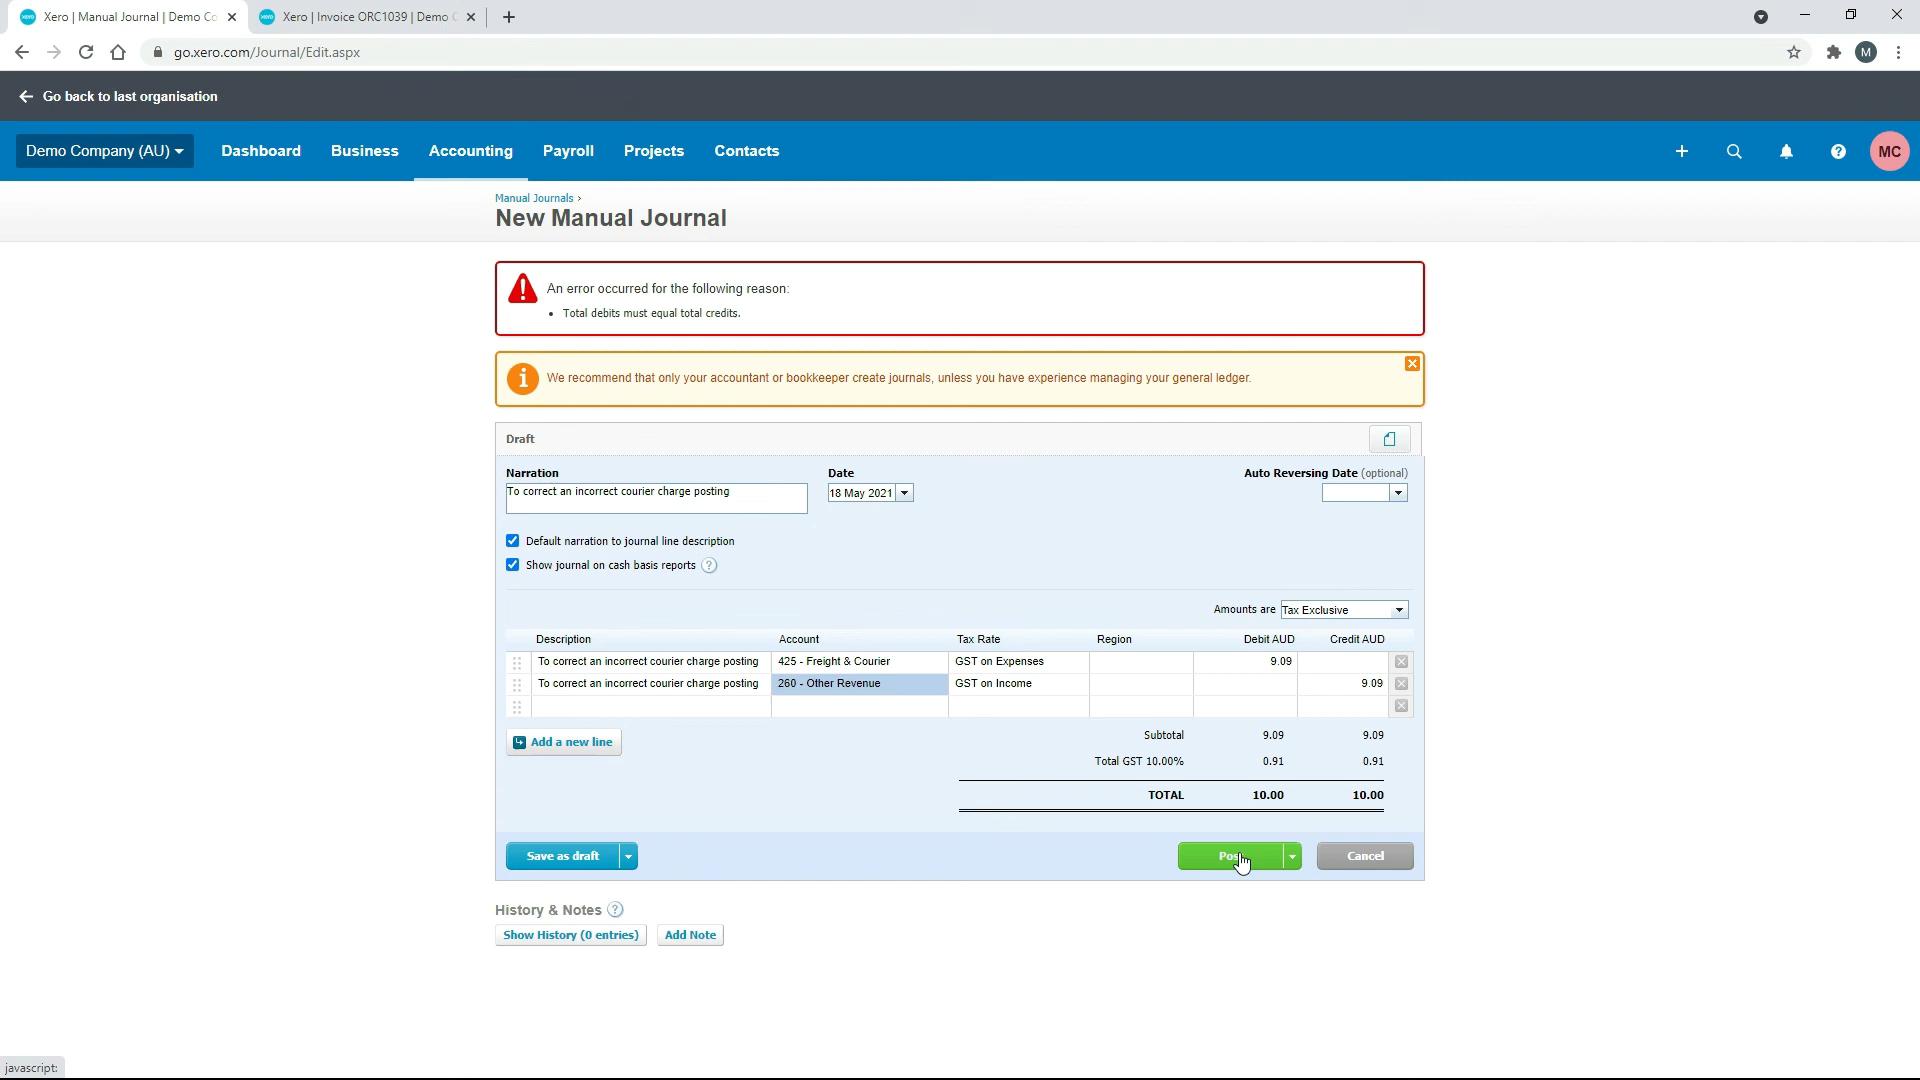 Xero | Manual Journal | Demo Co
Xero | Invoice ORC1039 | Demo C
go.xero.com/Journal/Edit.aspx
M
Go back to last organisation
Demo Company (AU)
Dashboard
Business
Accounting
Payroll
Projects
Contacts
MC
Manual Journals ›
New Manual Journal
An error occurred for the following reason:
• Total debits must equal total credits.
We recommend that only your accountant or bookkeeper create journals, unless you have experience managing your general ledger.
Draft
Narration
Date
Auto Reversing Date (optional)
To correct an incorrect courier charge posting
18 May 2021
Default narration to journal line description
Show journal on cash basis reports ?
Amounts are Tax Exclusive
Description Account Tax Rate Region Debit AUD Credit AUD
To correct an incorrect courier charge posting 425 - Freight & Courier GST on Expenses 9.09
To correct an incorrect courier charge posting 260 - Other Revenue GST on Income 9.09
Add a new line
Subtotal 9.09 9.09
Total GST 10.00% 0.91 0.91
TOTAL 10.00 10.00
Save as draft
Cancel
History & Notes ?
Show History (0 entries)
Add Note
javascript: